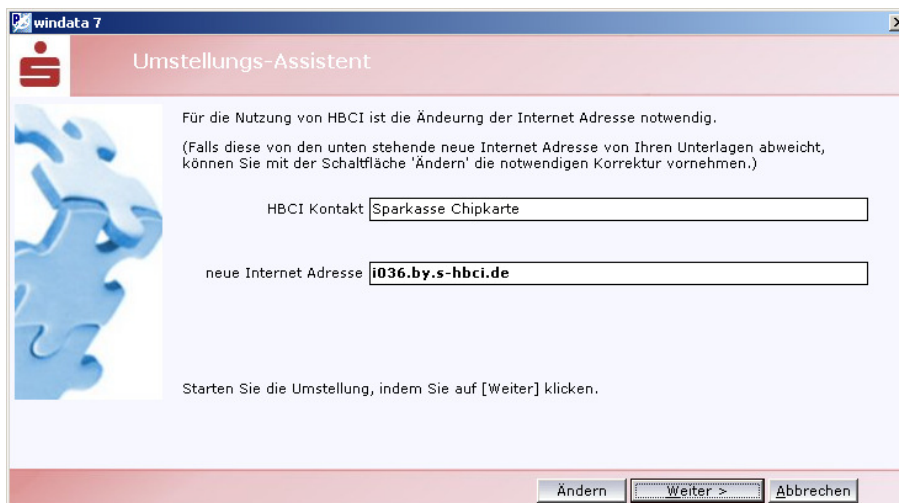 windata 7
Umstellungs-Assistent
Für die Nutzung von HBCI ist die Ändeurng der Internet Adresse notwendig.
(Falls diese von den unten stehende neue Internet Adresse von Ihren Unterlagen abweicht,
können Sie mit der Schaltfläche 'Ändern' die notwendigen Korrektur vornehmen.)
HBCI Kontakt Sparkasse Chipkarte
neue Internet Adresse i036.by.s-hbci.de
Starten Sie die Umstellung, indem Sie auf [Weiter] klicken.
Ändern Weiter > Abbrechen